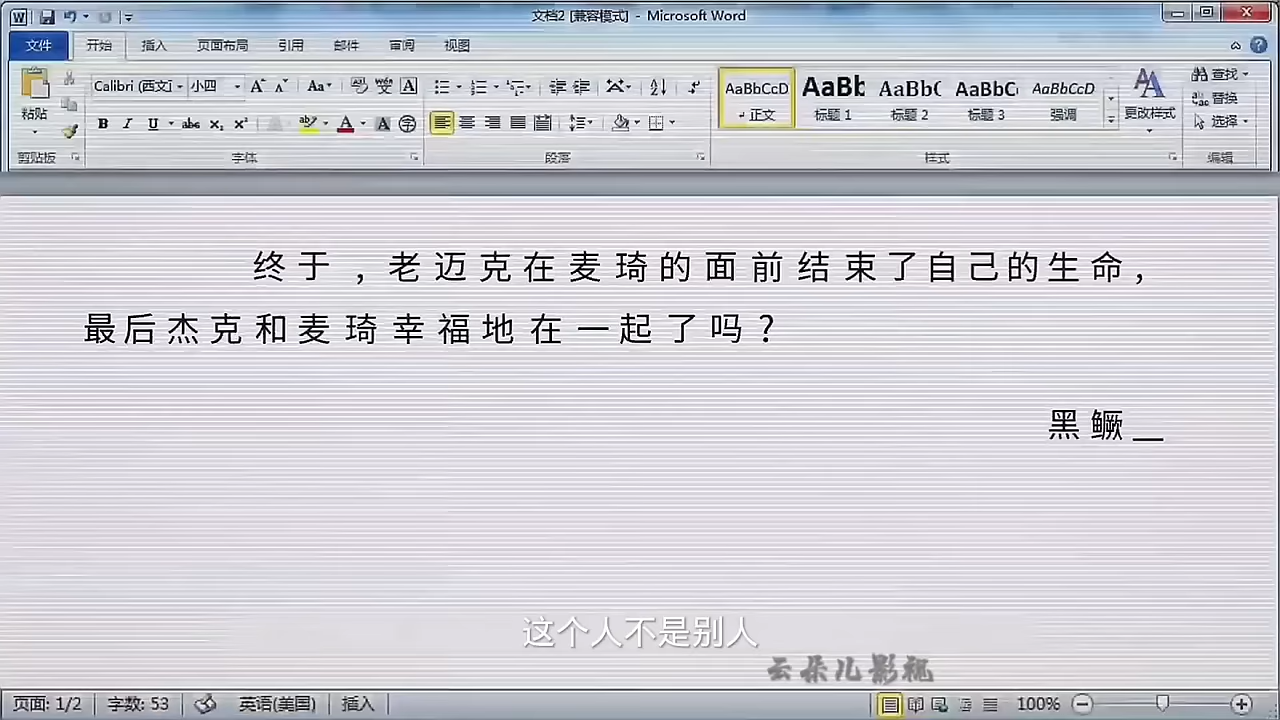 文档2 [兼容模式] - Microsoft Word
文件 开始 插入 页面布局 引用 邮件 审阅 视图
Calibri (西文 小四
粘贴
AaBbCcD AaBb AaBbC AaBbC AaBbCcD
正文 标题 1 标题 2 标题 3 强调
更改样式
查找
替换
选择
剪贴板 字体 段落 样式 编辑
终于，老迈克在麦琦的面前结束了自己的生命，
最后杰克和麦琦幸福地在一起了吗?
黑鳜__
这个人不是别人
云朵儿影视
页面: 1/2 字数: 53 英语(美国) 插入 100%